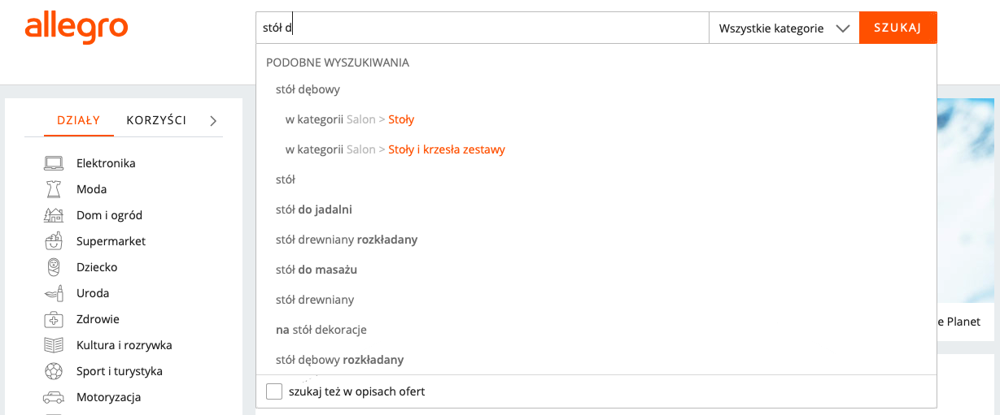 allegro
stół d
Wszystkie kategorie
SZUKAJ
PODOBNE WYSZUKIWANIA
stół dębowy
w kategorii Salon > Stoły
w kategorii Salon > Stoły i krzesła zestawy
stół
stół do jadalni
stół drewniany rozkładany
stół do masażu
stół drewniany
na stół dekoracje
stół dębowy rozkładany
szukaj też w opisach ofert
DZIAŁY KORZYŚCI
Elektronika
Moda
Dom i ogród
Supermarket
Dziecko
Uroda
Zdrowie
Kultura i rozrywka
Sport i turystyka
Motoryzacja
e Planet